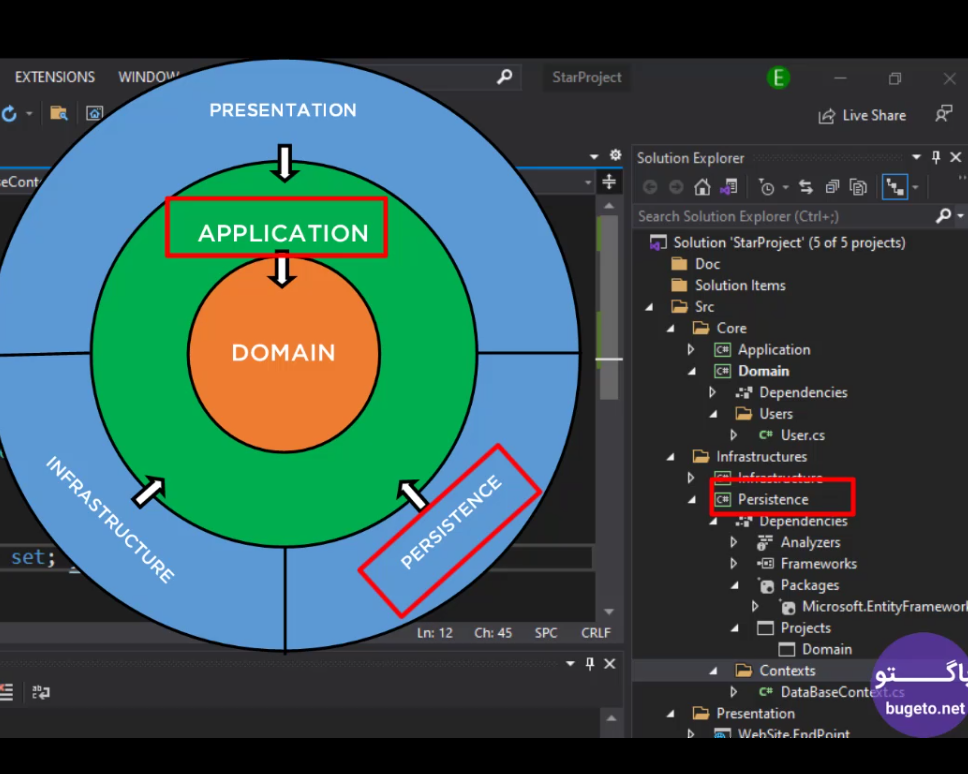 EXTENSIONS WINDOW
StarProject
E
PRESENTATION
Live Share
Solution Explorer
Search Solution Explorer (Ctrl+;)
APPLICATION
Solution 'StarProject' (5 of 5 projects)
Doc
Solution Items
Src
Core
C# Application
DOMAIN
C# Domain
Dependencies
Users
C# User.cs
Infrastructures
C# Infrastructure
INFRASTRUCTURE
PERSISTENCE
C# Persistence
Dependencies
Analyzers
Frameworks
set;
Packages
Microsoft.EntityFramework
Projects
Ln: 12 Ch: 45 SPC CRLF
Domain
Contexts
C# DataBaseContext.cs
باگتو
bugeto.net
Presentation
WebSite.EndPoint